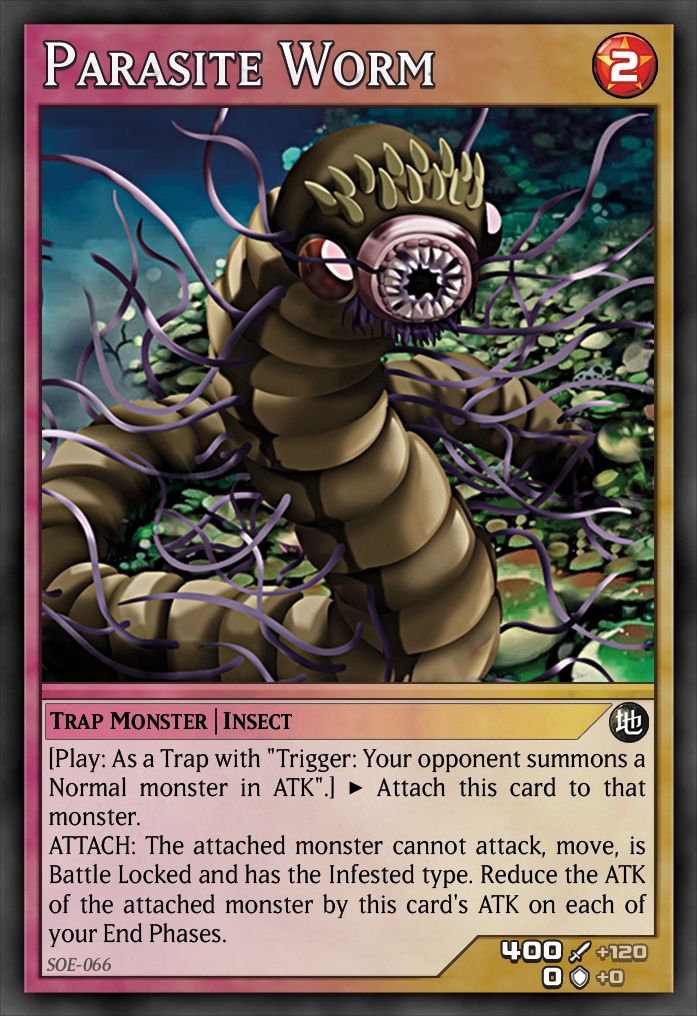 Parasite Worm
2
Trap Monster | Insect
[Play: As a Trap with "Trigger: Your opponent summons a
Normal monster in ATK".] ► Attach this card to that
monster.
ATTACH: The attached monster cannot attack, move, is
Battle Locked and has the Infested type. Reduce the ATK
of the attached monster by this card's ATK on each of
your End Phases.
SOE-066
400 +120
0 +0